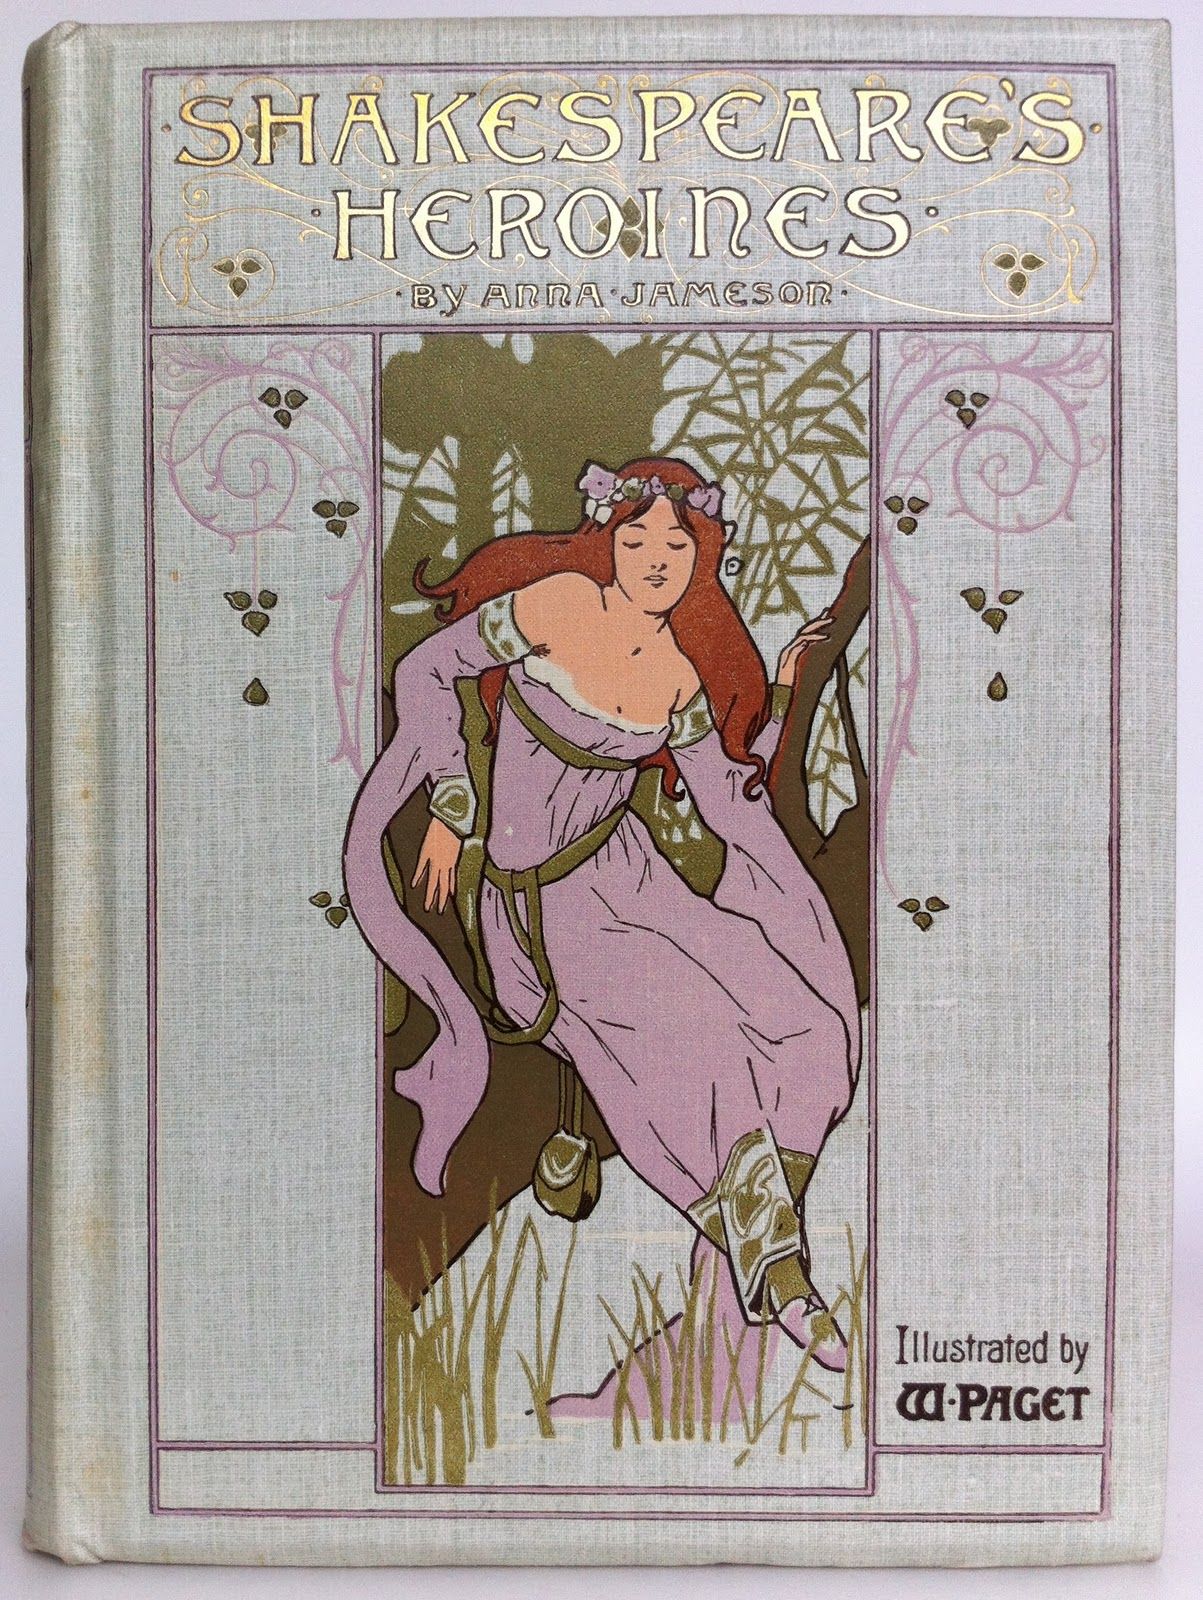 SHAKESPEARE'S
·HEROINES·
·BY ANNA·JAMESON·
Illustrated by
W·PAGET